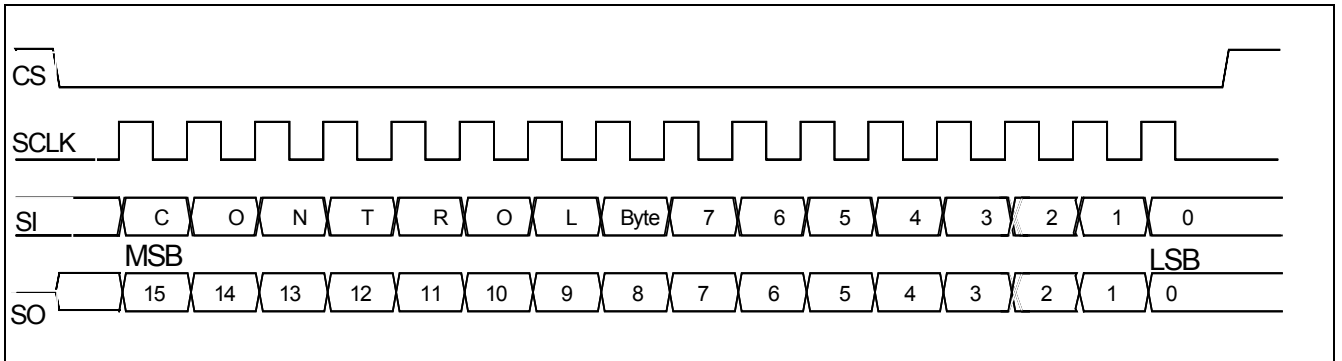 CS
SCLK
SI C O N T R O L Byte 7 6 5 4 3 2 1 0
MSB LSB
SO 15 14 13 12 11 10 9 8 7 6 5 4 3 2 1 0